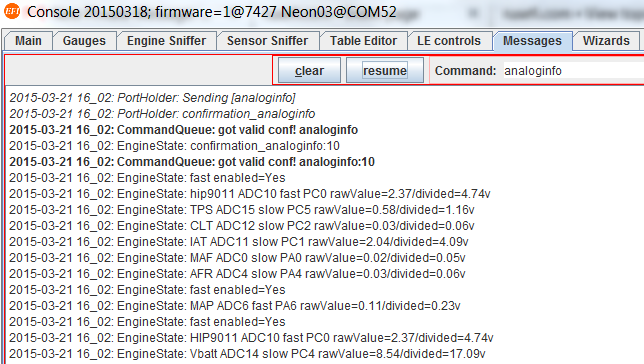 EFI Console 20150318; firmware=1@7427 Neon03@COM52
Main Gauges Engine Sniffer Sensor Sniffer Table Editor LE controls Messages Wizards
clear resume Command: analoginfo
2015-03-21 16_02: PortHolder: Sending [analoginfo]
2015-03-21 16_02: PortHolder: confirmation_analoginfo
2015-03-21 16_02: CommandQueue: got valid conf! analoginfo
2015-03-21 16_02: EngineState: confirmation_analoginfo:10
2015-03-21 16_02: CommandQueue: got valid conf! analoginfo:10
2015-03-21 16_02: EngineState: fast enabled=Yes
2015-03-21 16_02: EngineState: hip9011 ADC10 fast PC0 rawValue=2.37/divided=4.74v
2015-03-21 16_02: EngineState: TPS ADC15 slow PC5 rawValue=0.58/divided=1.16v
2015-03-21 16_02: EngineState: CLT ADC12 slow PC2 rawValue=0.03/divided=0.06v
2015-03-21 16_02: EngineState: IAT ADC11 slow PC1 rawValue=2.04/divided=4.09v
2015-03-21 16_02: EngineState: MAF ADC0 slow PA0 rawValue=0.02/divided=0.05v
2015-03-21 16_02: EngineState: AFR ADC4 slow PA4 rawValue=0.03/divided=0.06v
2015-03-21 16_02: EngineState: fast enabled=Yes
2015-03-21 16_02: EngineState: MAP ADC6 fast PA6 rawValue=0.11/divided=0.23v
2015-03-21 16_02: EngineState: fast enabled=Yes
2015-03-21 16_02: EngineState: HIP9011 ADC10 fast PC0 rawValue=2.37/divided=4.74v
2015-03-21 16_02: EngineState: Vbatt ADC14 slow PC4 rawValue=8.54/divided=17.09v